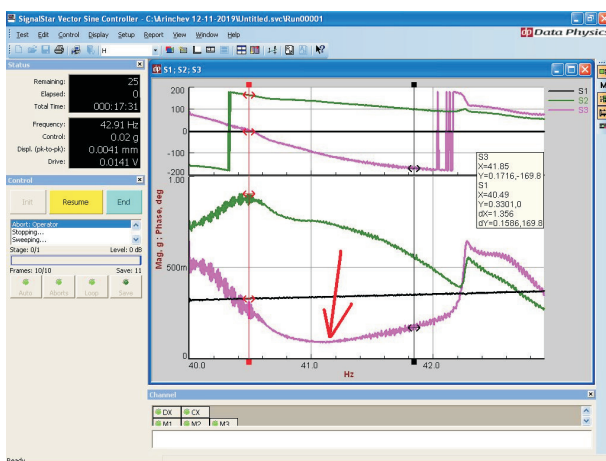 SignalStar Vector Sine Controller - C:\Arinchev 12-11-2019\Untitled.svc\Run00001
Test Edit Control Display Setup Report View Window Help
dp Data Physics
H
Status
Remaining: 25
Elapsed: 0
Total Time: 000:17:31
Frequency: 42.91 Hz
Control: 0.02 g
Displ. (pk-to-pk): 0.0041 mm
Drive: 0.0141 V
Control
Init Resume End
Abort: Operator
Stopping...
Sweeping...
Stage: 0/1 Level: 0 dB
Frames: 10/10 Save: 11
Auto Aborts Loop Save
dp S1; S2; S3
200
100
0
-100
-200
1.00
500m
0
Mag, g : Phase, deg
40.0 41.0 42.0
Hz
S1
S2
S3
S3
X=41.85
Y=0.1716,-169.8
S1
X=40.49
Y=0.3301,0
dX=1.356
dY=0.1586,169.8
Channel
DX CX
M1 M2 M3
Ready